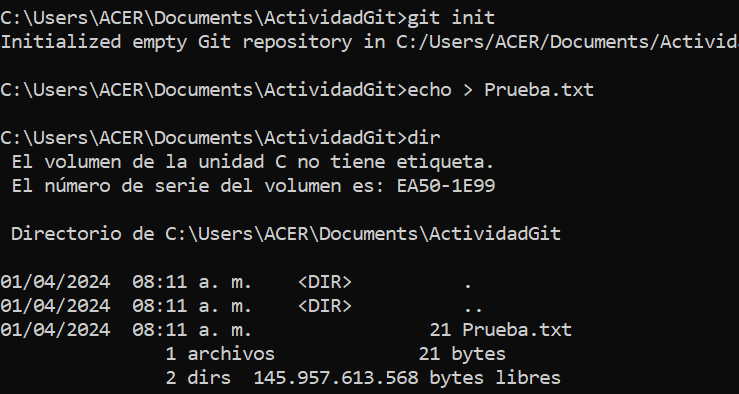 C:\Users\ACER\Documents\ActividadGit>git init
Initialized empty Git repository in C:/Users/ACER/Documents/Activida
C:\Users\ACER\Documents\ActividadGit>echo > Prueba.txt
C:\Users\ACER\Documents\ActividadGit>dir
El volumen de la unidad C no tiene etiqueta.
El número de serie del volumen es: EA50-1E99
Directorio de C:\Users\ACER\Documents\ActividadGit
01/04/2024 08:11 a. m. <DIR> .
01/04/2024 08:11 a. m. <DIR> ..
01/04/2024 08:11 a. m. 21 Prueba.txt
1 archivos 21 bytes
2 dirs 145.957.613.568 bytes libres